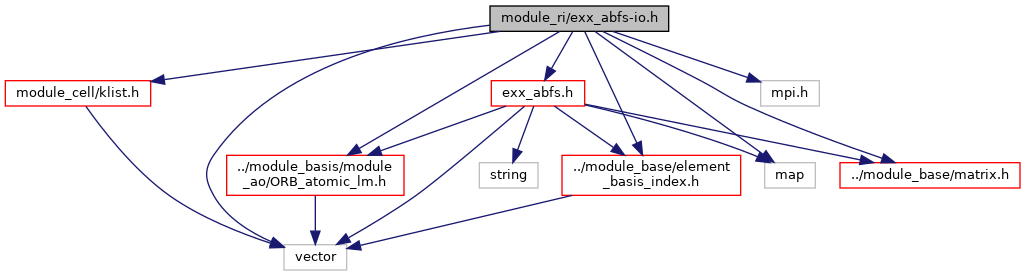 module_ri/exx_abfs-io.h
module_cell/klist.h
exx_abfs.h
mpi.h
../module_basis/module
_ao/ORB_atomic_lm.h
string
../module_base/element
_basis_index.h
map
../module_base/matrix.h
vector